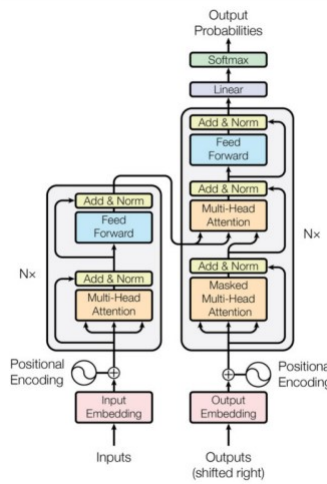 Output
Probabilities
Softmax
Linear
Add & Norm
Feed
Forward
Add & Norm
Multi-Head
Attention
Add & Norm
Masked
Multi-Head
Attention
N×
Add & Norm
Feed
Forward
Add & Norm
Multi-Head
Attention
N×
Positional
Encoding
Input
Embedding
Inputs
Positional
Encoding
Output
Embedding
Outputs
(shifted right)